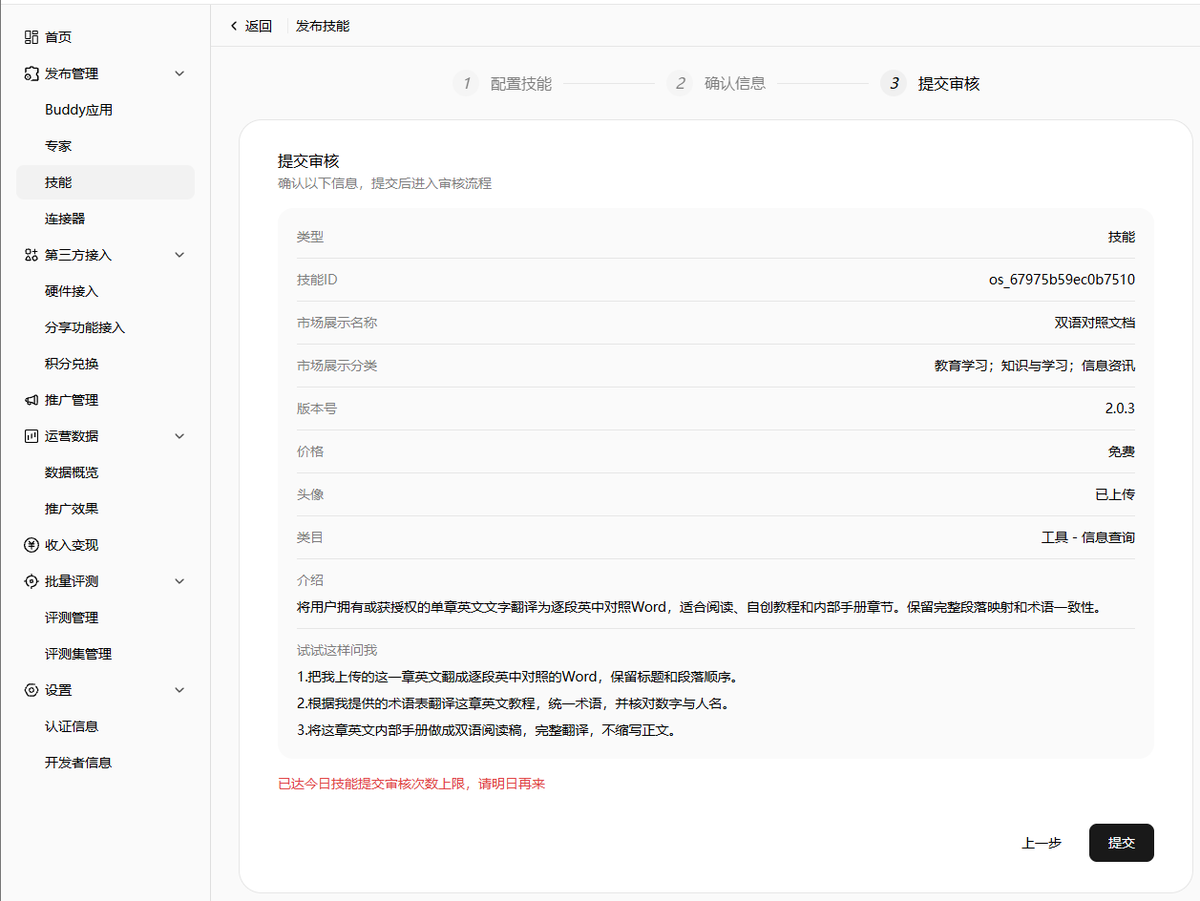 首页
发布管理
Buddy应用
专家
技能
连接器
第三方接入
硬件接入
分享功能接入
积分兑换
推广管理
运营数据
数据概览
推广效果
收入变现
批量评测
评测管理
评测集管理
设置
认证信息
开发者信息
返回 发布技能
1 配置技能 2 确认信息 3 提交审核
提交审核
确认以下信息，提交后进入审核流程
类型 技能
技能ID os_67975b59ec0b7510
市场展示名称 双语对照文档
市场展示分类 教育学习；知识与学习；信息资讯
版本号 2.0.3
价格 免费
头像 已上传
类目 工具 - 信息查询
介绍
将用户拥有或获授权的单章英文文字翻译为逐段英中对照Word，适合阅读、自创教程和内部手册章节。保留完整段落映射和术语一致性。
试试这样问我
1.把我上传的这一章英文翻成逐段英中对照的Word，保留标题和段落顺序。
2.根据我提供的术语表翻译这章英文教程，统一术语，并核对数字与人名。
3.将这章英文内部手册做成双语阅读稿，完整翻译，不缩写正文。
已达今日技能提交审核次数上限，请明日再来
上一步 提交